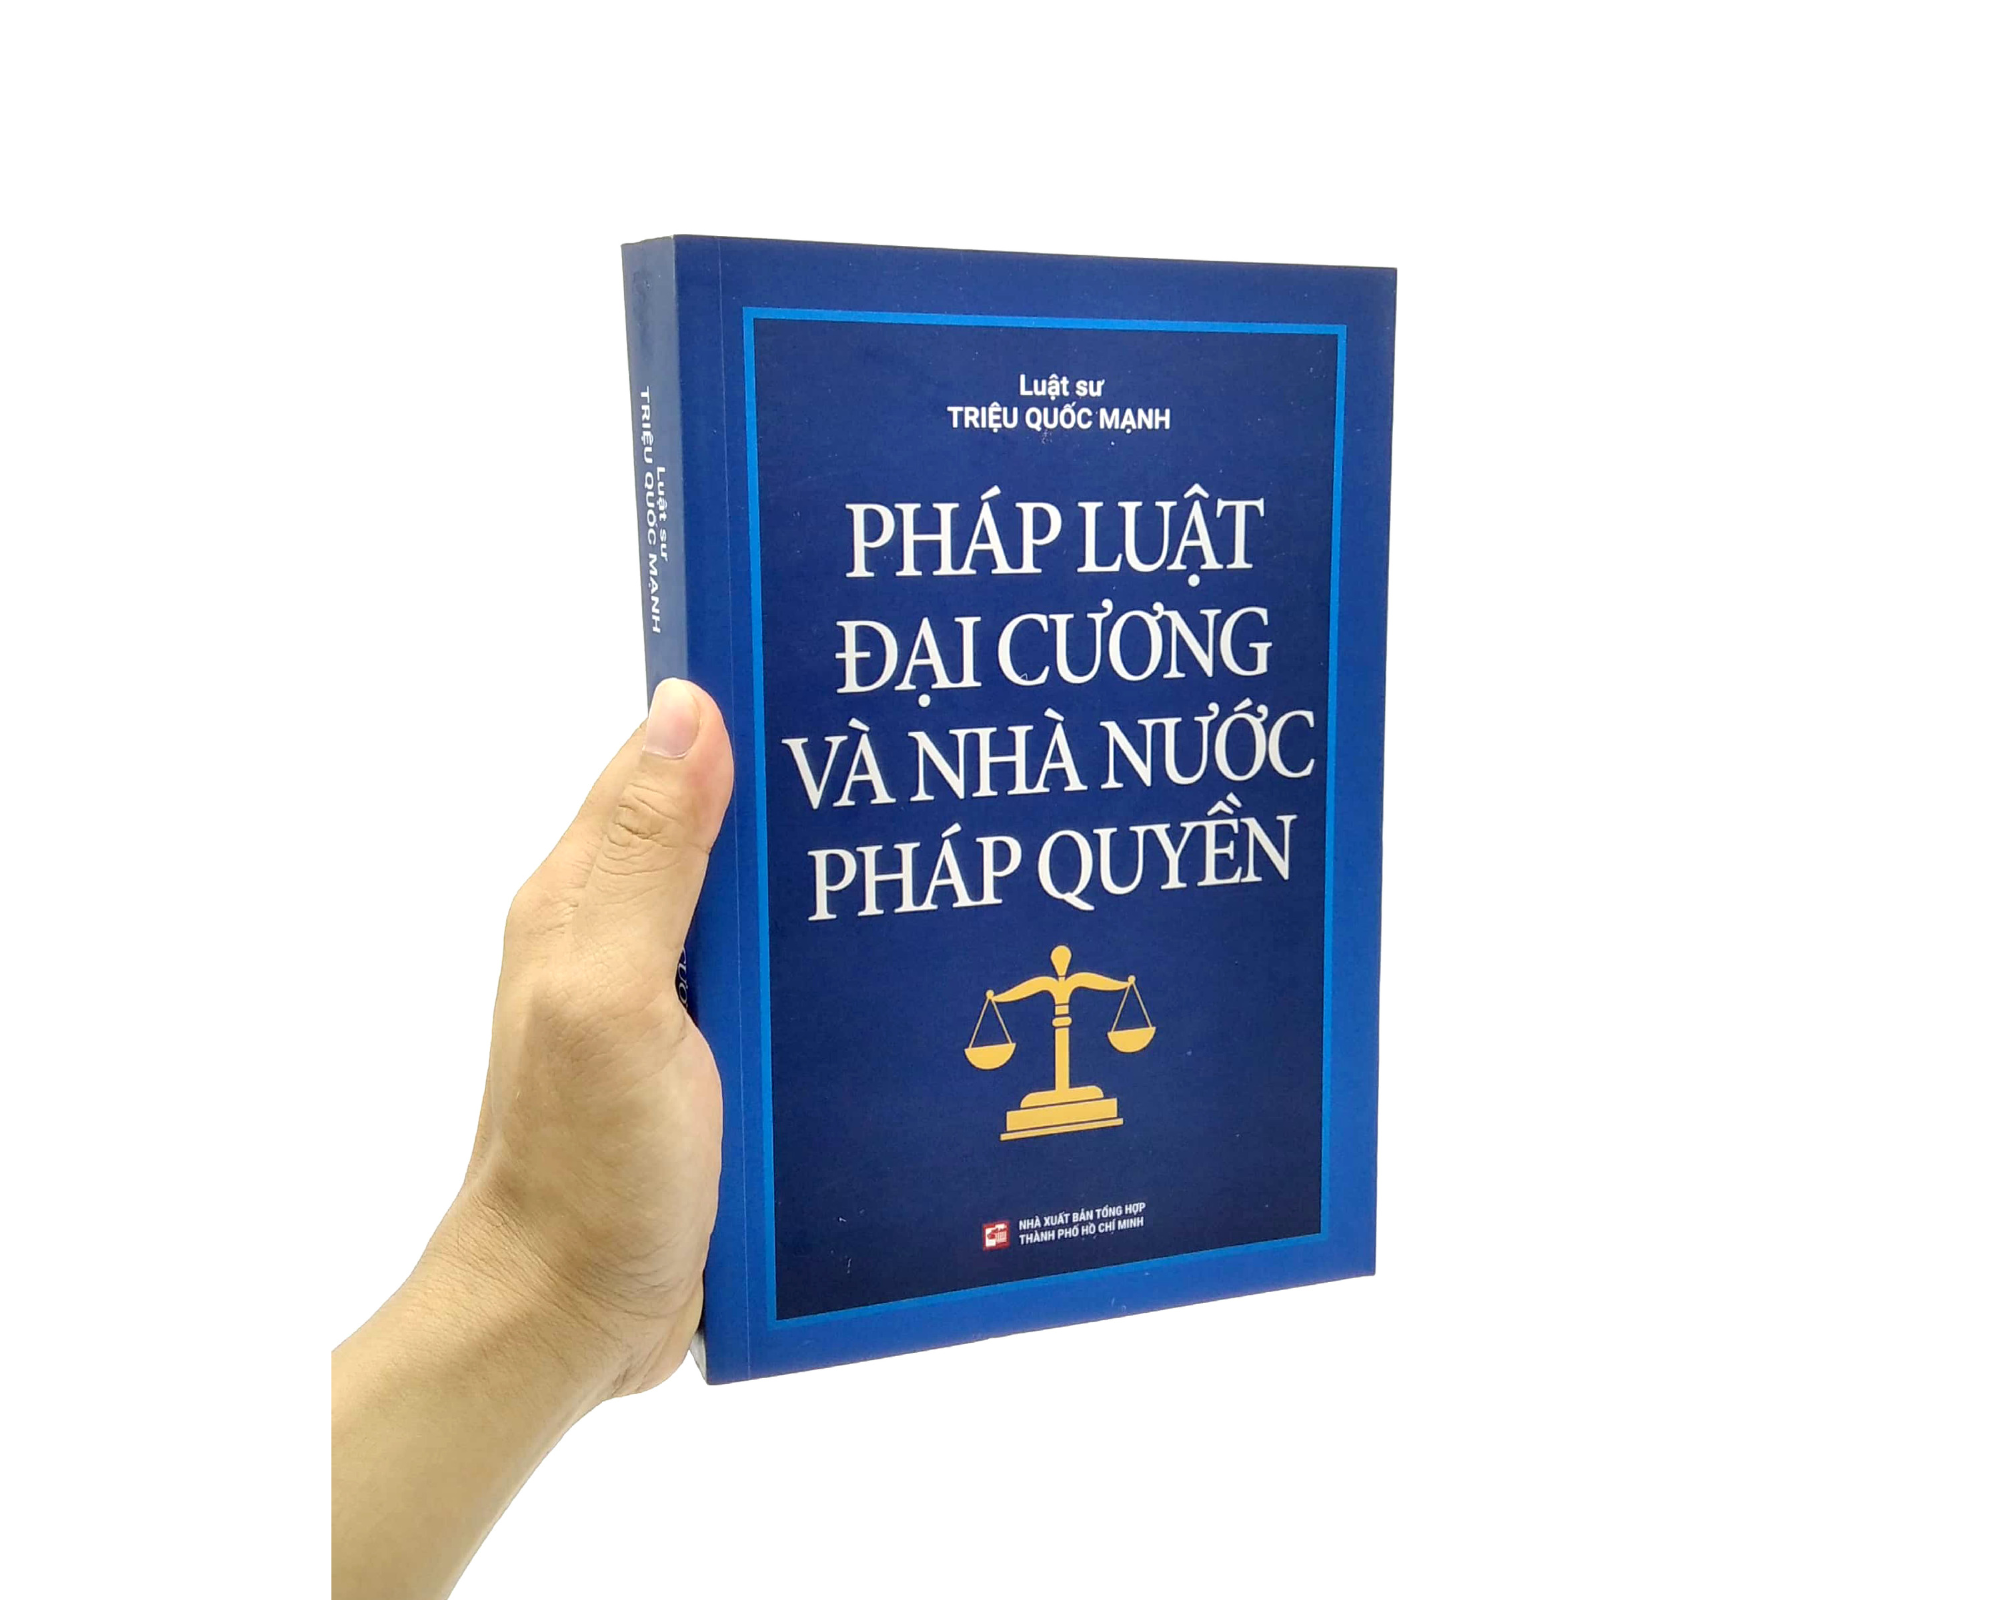 Luật sư
TRIỆU QUỐC MẠNH
PHÁP LUẬT
ĐẠI CƯƠNG
VÀ NHÀ NƯỚC
PHÁP QUYỀN
NHÀ XUẤT BẢN TỔNG HỢP
THÀNH PHỐ HỒ CHÍ MINH
Luật sư
TRIỆU QUỐC MẠNH